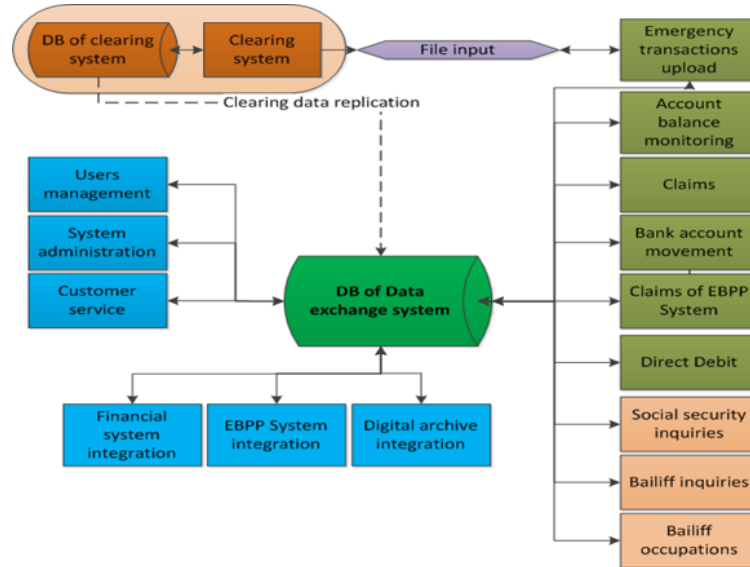 DB of clearing
system
Clearing
system
File input
Emergency
transactions
upload
Clearing data replication
Account
balance
monitoring
Users
management
Claims
System
administration
Bank account
movement
Customer
service
DB of Data
exchange system
Claims of EBPP
System
Direct Debit
Financial
system
integration
EBPP System
integration
Digital archive
integration
Social security
inquiries
Bailiff inquiries
Bailiff
occupations